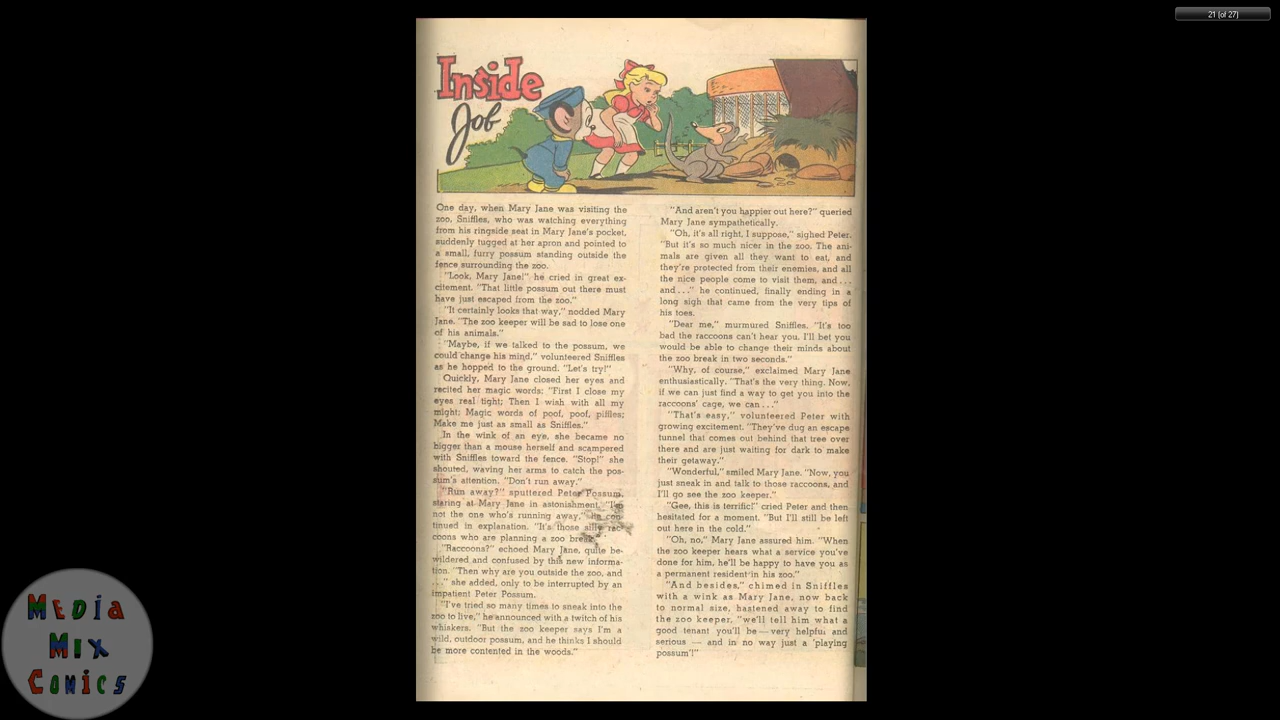 21 (of 27)
Inside
Job
One day, when Mary Jane was visiting the
zoo, Sniffles, who was watching everything
from his ringside seat in Mary Jane's pocket,
suddenly tugged at her apron and pointed to
a small, furry possum standing outside the
fence surrounding the zoo.
"Look, Mary Jane!" he cried in great ex-
citement. "That little possum out there must
have just escaped from the zoo."
"It certainly looks that way," nodded Mary
Jane. "The zoo keeper will be sad to lose one
of his animals."
"Maybe, if we talked to the possum, we
could change his mind," volunteered Sniffles
as he hopped to the ground. "Let's try!"
Quickly, Mary Jane closed her eyes and
recited her magic words: "First I close my
eyes real tight; Then I wish with all my
might; Magic words of poof, poof, piffles;
Make me just as small as Sniffles."
In the wink of an eye, she became no
bigger than a mouse herself and scampered
with Sniffles toward the fence. "Stop!" she
shouted, waving her arms to catch the pos-
sum's attention. "Don't run away."
"Run away?" sputtered Peter Possum,
staring at Mary Jane in astonishment. "I'm
not the one who's running away," he con-
tinued in explanation. "It's those silly rac-
coons who are planning a zoo break."
"Raccoons?" echoed Mary Jane, quite be-
wildered and confused by this new informa-
tion. "Then why are you outside the zoo, and
..." she added, only to be interrupted by an
impatient Peter Possum.
"I've tried so many times to sneak into the
zoo to live," he announced with a twitch of his
whiskers. "But the zoo keeper says I'm a
wild, outdoor possum, and he thinks I should
be more contented in the woods."
"And aren't you happier out here?" queried
Mary Jane sympathetically.
"Oh, it's all right, I suppose," sighed Peter.
"But it's so much nicer in the zoo. The ani-
mals are given all they want to eat, and
they're protected from their enemies, and all
the nice people come to visit them, and...
and..." he continued, finally ending in a
long sigh that came from the very tips of
his toes.
"Dear me," murmured Sniffles. "It's too
bad the raccoons can't hear you. I'll bet you
would be able to change their minds about
the zoo break in two seconds."
"Why, of course," exclaimed Mary Jane
enthusiastically. "That's the very thing. Now,
if we can just find a way to get you into the
raccoons' cage, we can..."
"That's easy," volunteered Peter with
growing excitement. "They've dug an escape
tunnel that comes out behind that tree over
there and are just waiting for dark to make
their getaway."
"Wonderful," smiled Mary Jane. "Now, you
just sneak in and talk to those raccoons, and
I'll go see the zoo keeper."
"Gee, this is terrific!" cried Peter and then
hesitated for a moment. "But I'll still be left
out here in the cold."
"Oh, no," Mary Jane assured him. "When
the zoo keeper hears what a service you've
done for him, he'll be happy to have you as
a permanent resident in his zoo."
"And besides," chimed in Sniffles
with a wink as Mary Jane, now back
to normal size, hastened away to find
the zoo keeper, "we'll tell him what a
good tenant you'll be — very helpful and
serious — and in no way just a 'playing
possum'!"
MEDIA
MIX
COMICS